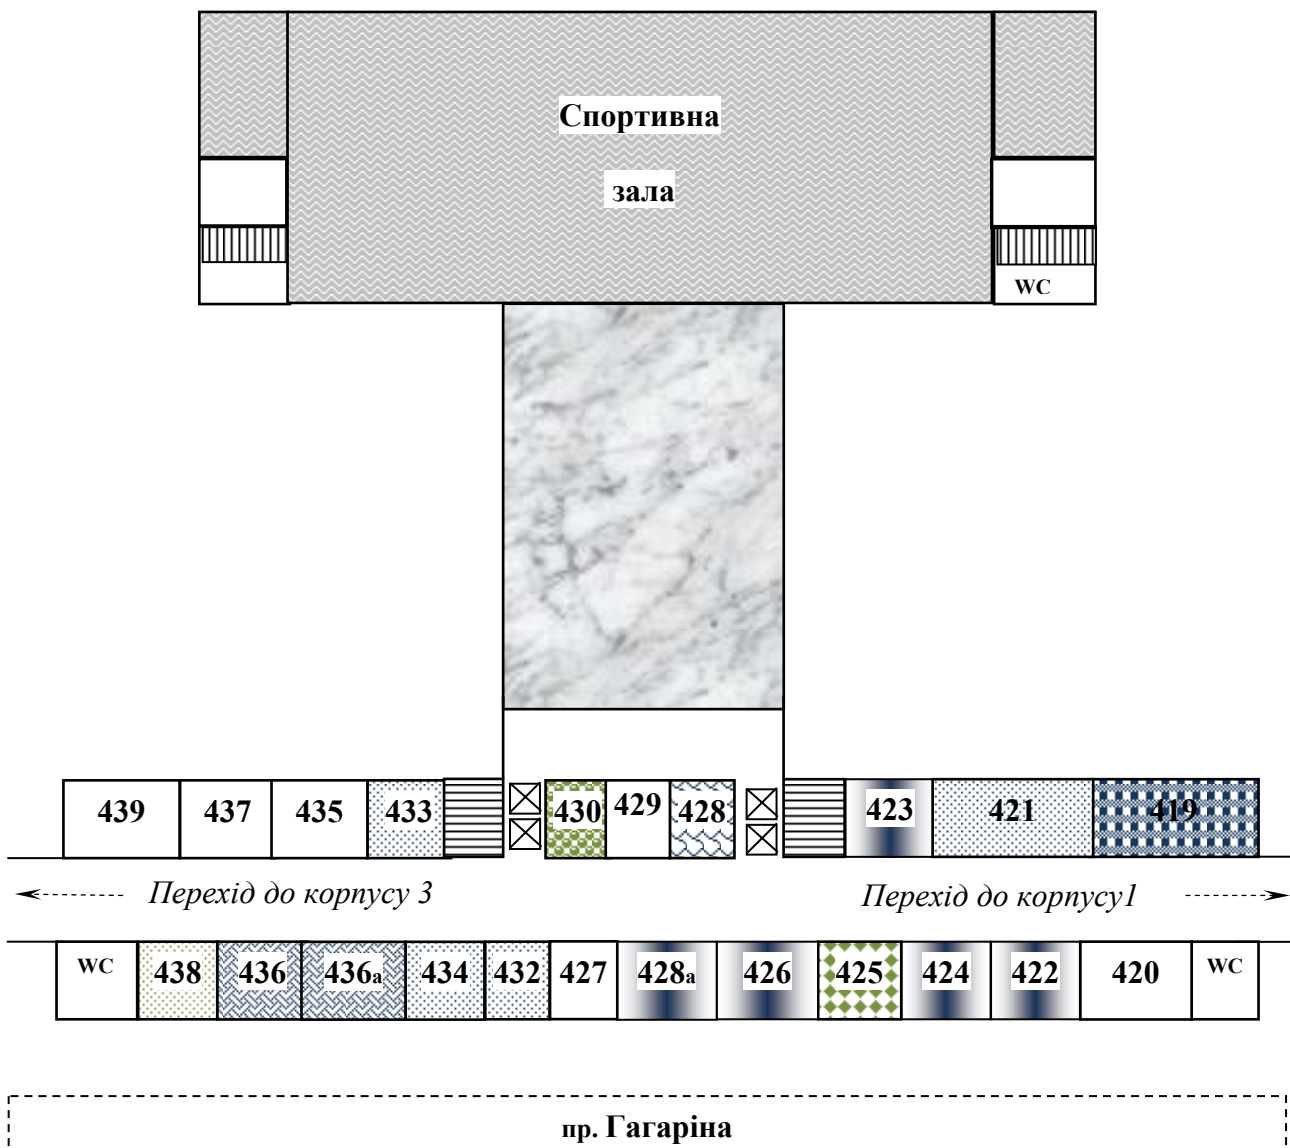 Спортивна
зала
WC
439 437 435 433 430 429 428 423 421 419
Перехід до корпусу 3 Перехід до корпусу1
WC 438 436 436а 434 432 427 428а 426 425 424 422 420 WC
пр. Гагаріна